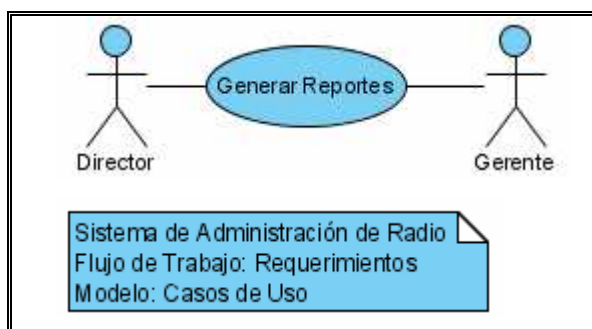 Generar Reportes
Director
Gerente
Sistema de Administración de Radio
Flujo de Trabajo: Requerimientos
Modelo: Casos de Uso